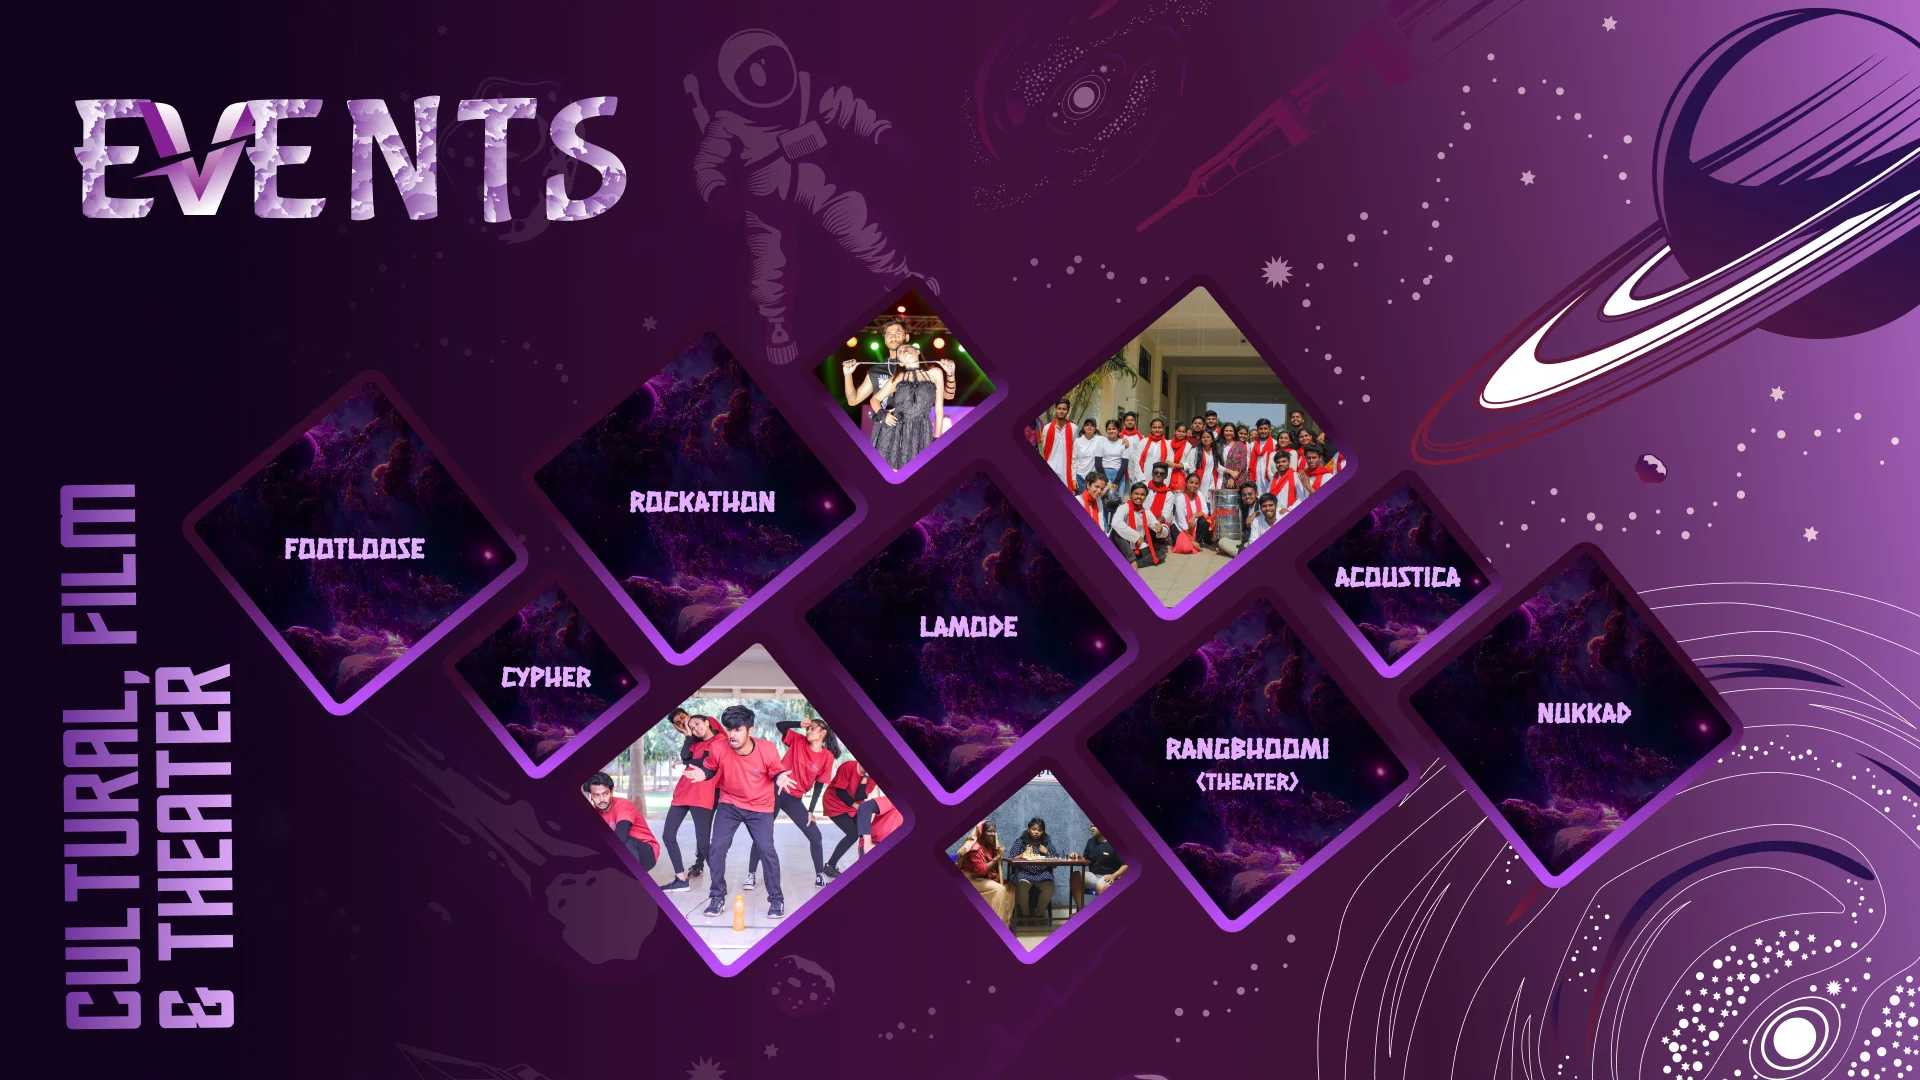 EVENTS
CULTURAL, FILM
& THEATER
FOOTLOOSE
ROCKATHON
CYPHER
LAMODE
ACOUSTICA
NUKKAD
RANGBHOOMI
(THEATER)